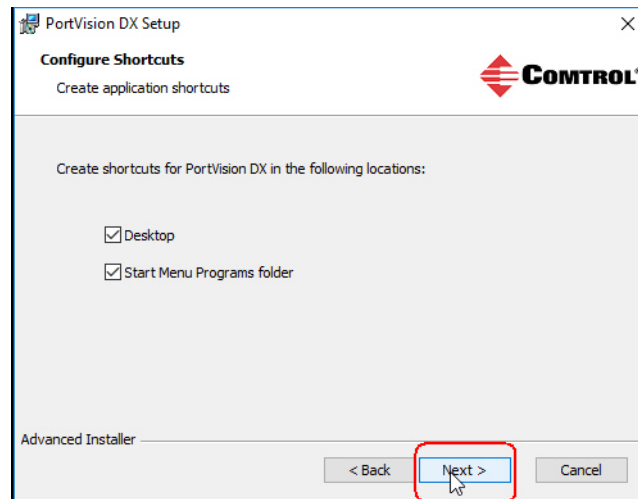 PortVision DX Setup
Configure Shortcuts
Create application shortcuts
COMTROL
Create shortcuts for PortVision DX in the following locations:
Desktop
Start Menu Programs folder
Advanced Installer
< Back Next > Cancel